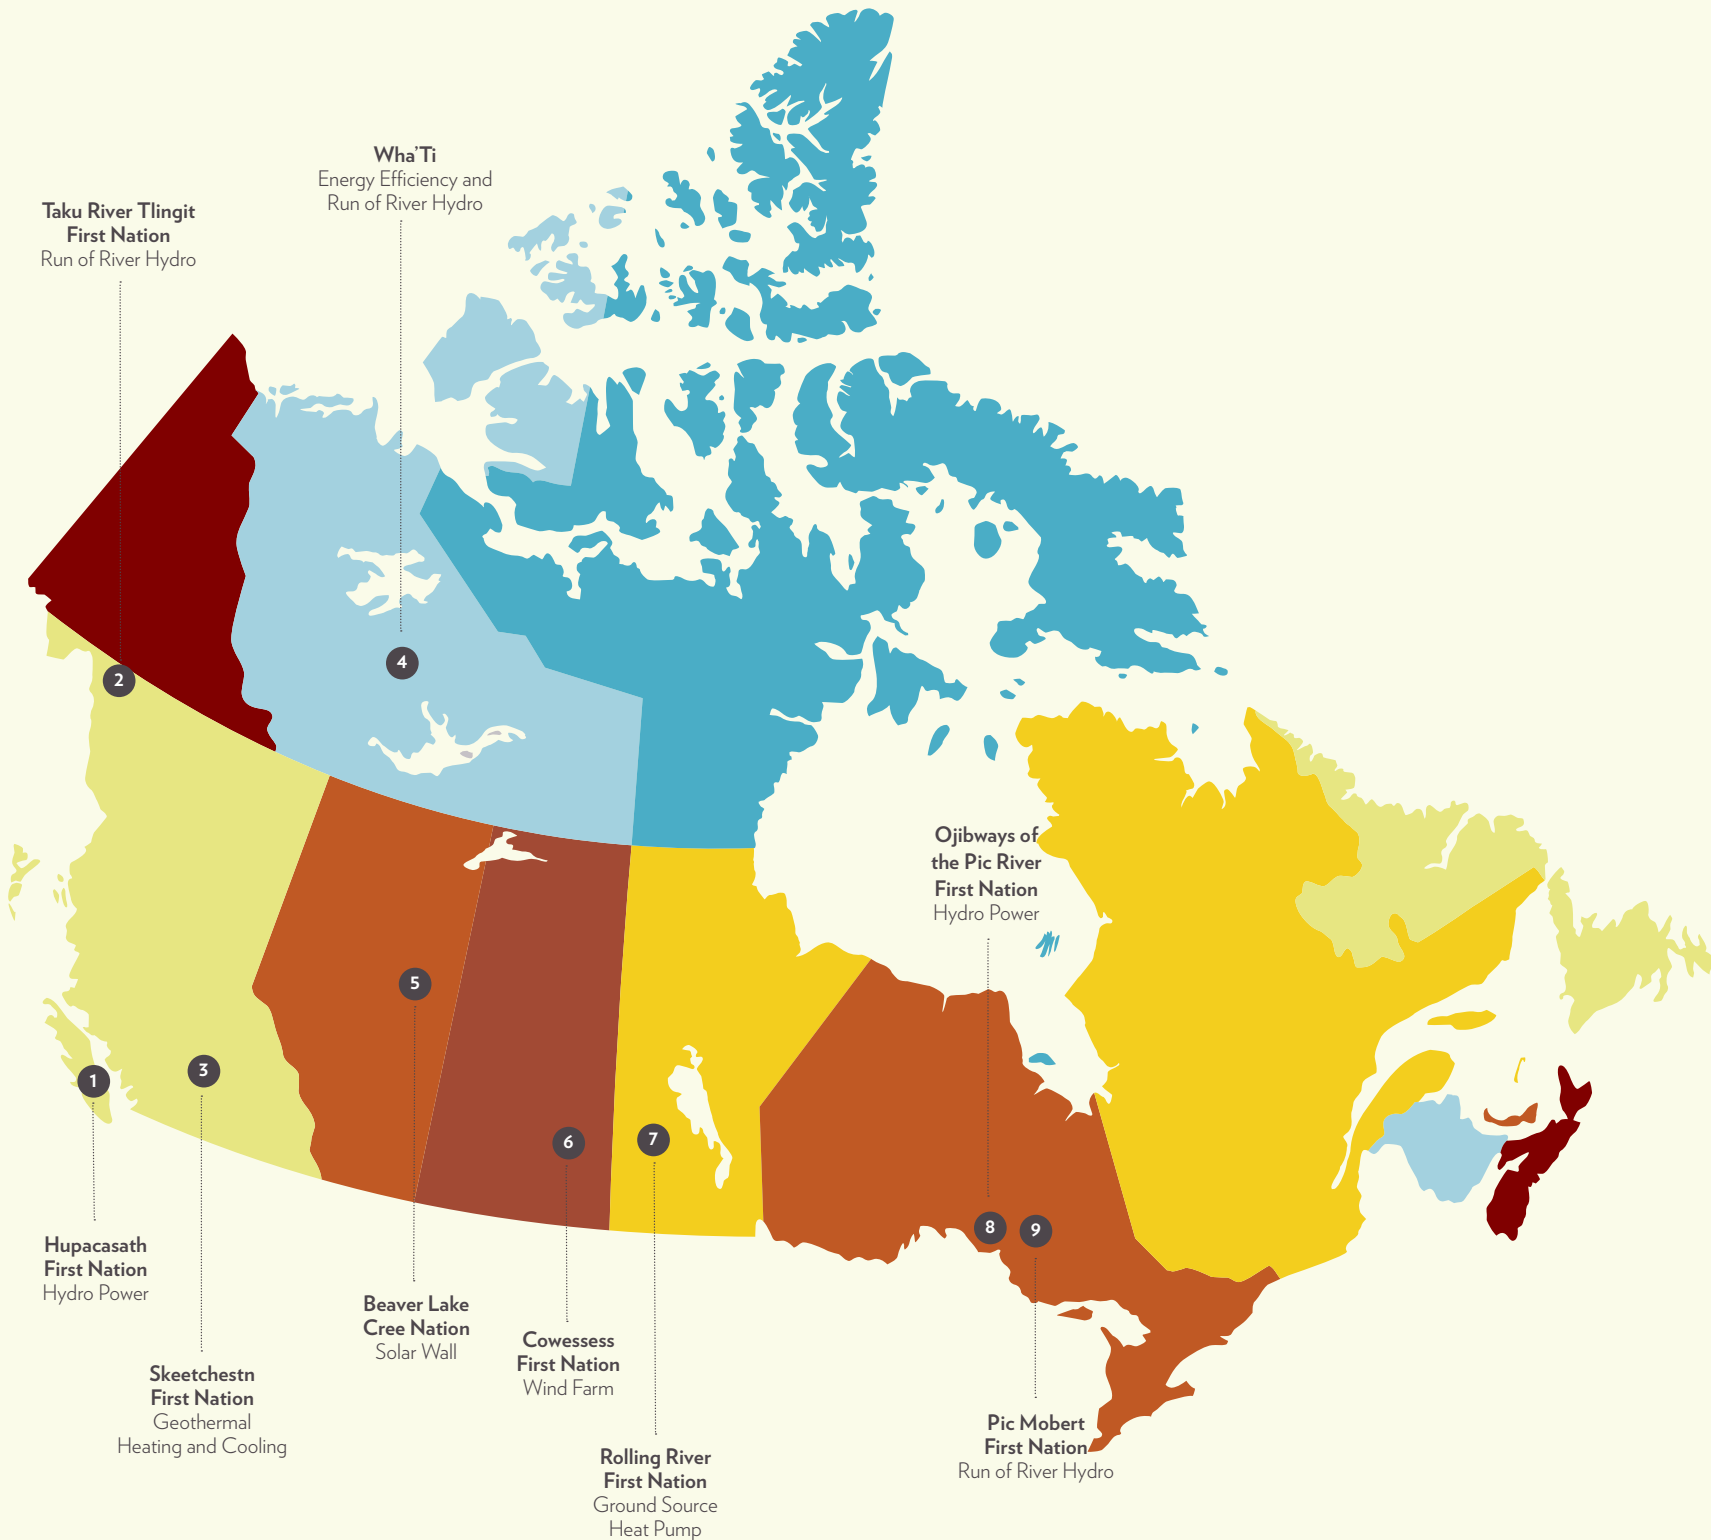 Wha'Ti
Energy Efficiency and
Run of River Hydro
Taku River Tlingit
First Nation
Run of River Hydro
4
2
Ojibways of
the Pic River
First Nation
Hydro Power
5
3
1
6
7
8
9
Hupacasath
First Nation
Hydro Power
Beaver Lake
Cree Nation
Solar Wall
Cowessess
First Nation
Wind Farm
Skeetchestn
First Nation
Geothermal
Heating and Cooling
Pic Mobert
First Nation
Run of River Hydro
Rolling River
First Nation
Ground Source
Heat Pump